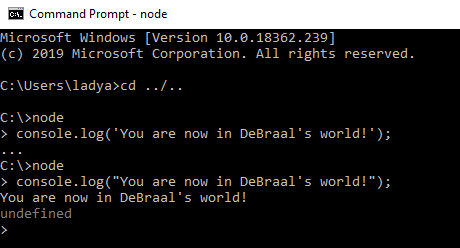 Command Prompt - node
Microsoft Windows [Version 10.0.18362.239]
(c) 2019 Microsoft Corporation. All rights reserved.
C:\Users\ladya>cd ../..
C:\>node
> console.log('You are now in DeBraal's world!');
...
C:\>node
> console.log("You are now in DeBraal's world!");
You are now in DeBraal's world!
undefined
>